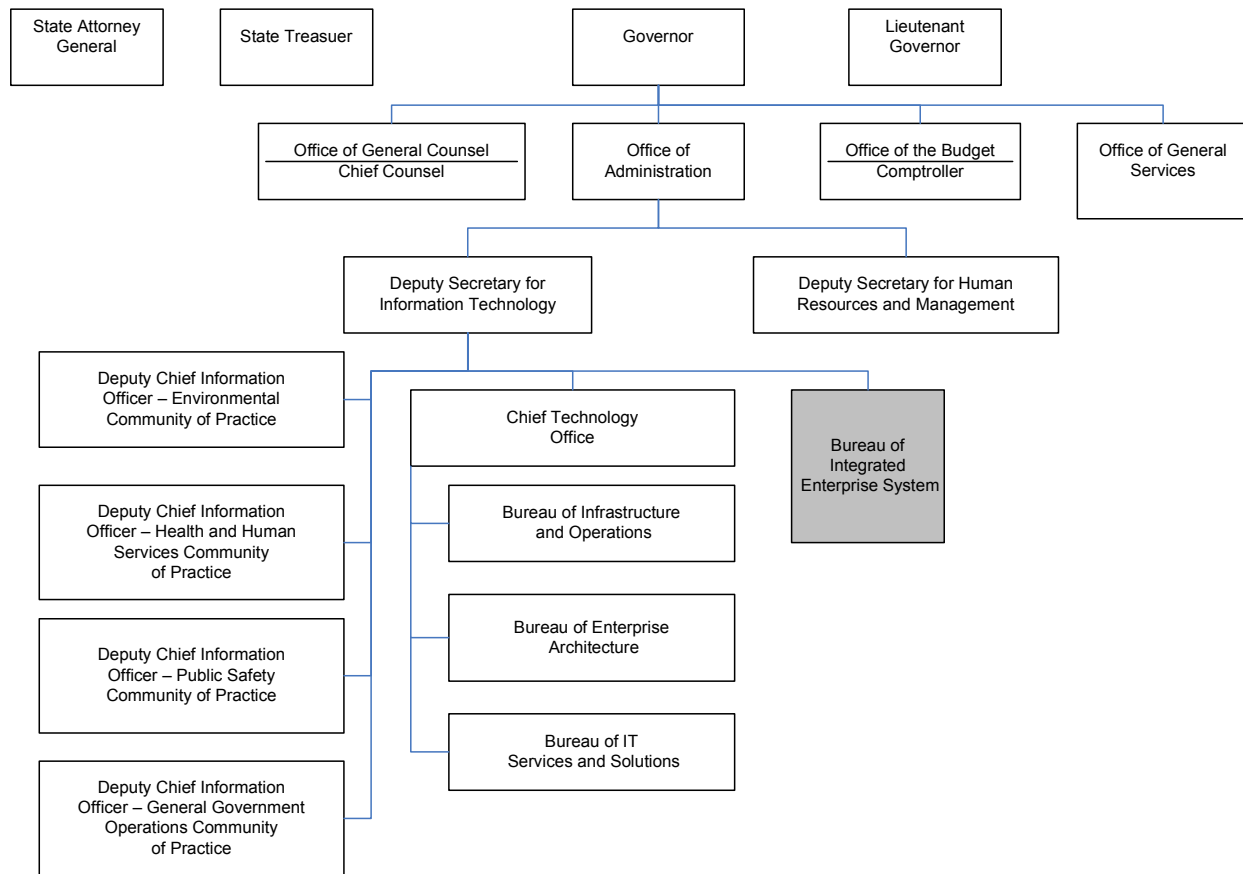 State Attorney
General
State Treasuer
Governor
Lieutenant
Governor
Office of General Counsel
Chief Counsel
Office of
Administration
Office of the Budget
Comptroller
Office of General
Services
Deputy Secretary for
Information Technology
Deputy Secretary for Human
Resources and Management
Deputy Chief Information
Officer – Environmental
Community of Practice
Chief Technology
Office
Bureau of
Integrated
Enterprise System
Deputy Chief Information
Officer – Health and Human
Services Community
of Practice
Bureau of Infrastructure
and Operations
Deputy Chief Information
Officer – Public Safety
Community of Practice
Bureau of Enterprise
Architecture
Bureau of IT
Services and Solutions
Deputy Chief Information
Officer – General Government
Operations Community
of Practice